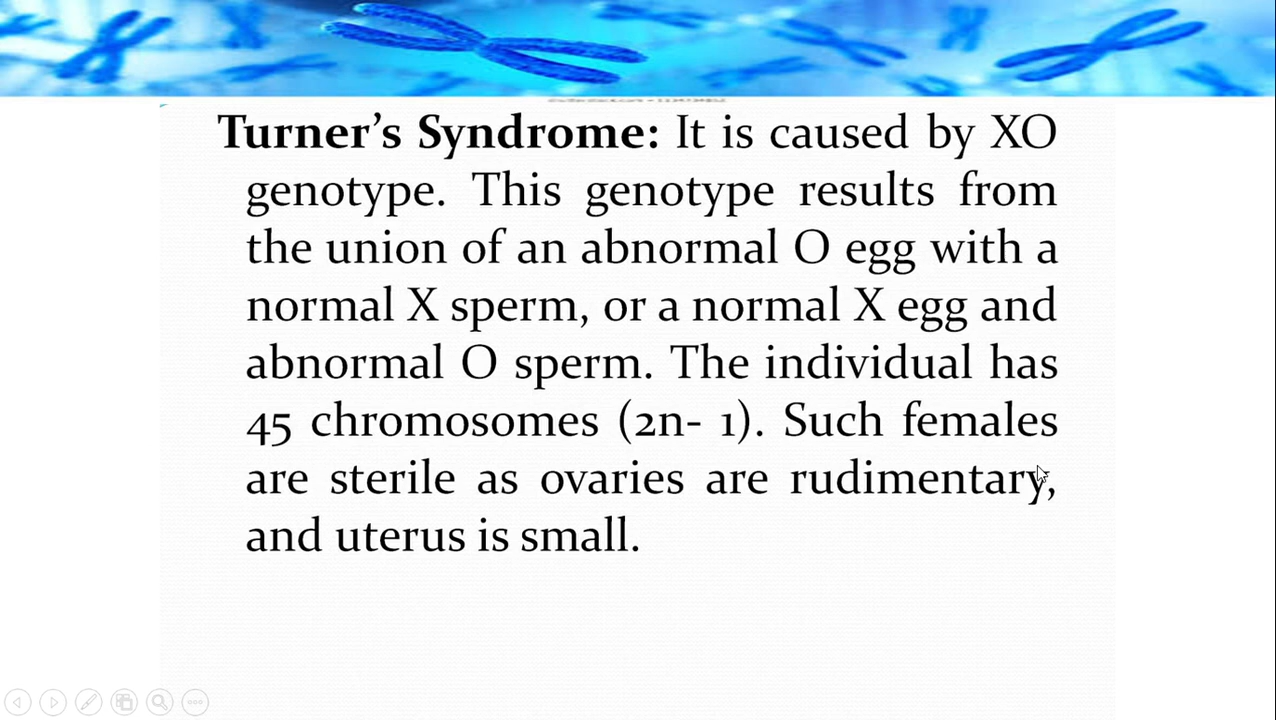 Turner’s Syndrome: It is caused by XO
genotype. This genotype results from
the union of an abnormal O egg with a
normal X sperm, or a normal X egg and
abnormal O sperm. The individual has
45 chromosomes (2n- 1). Such females
are sterile as ovaries are rudimentary,
and uterus is small.